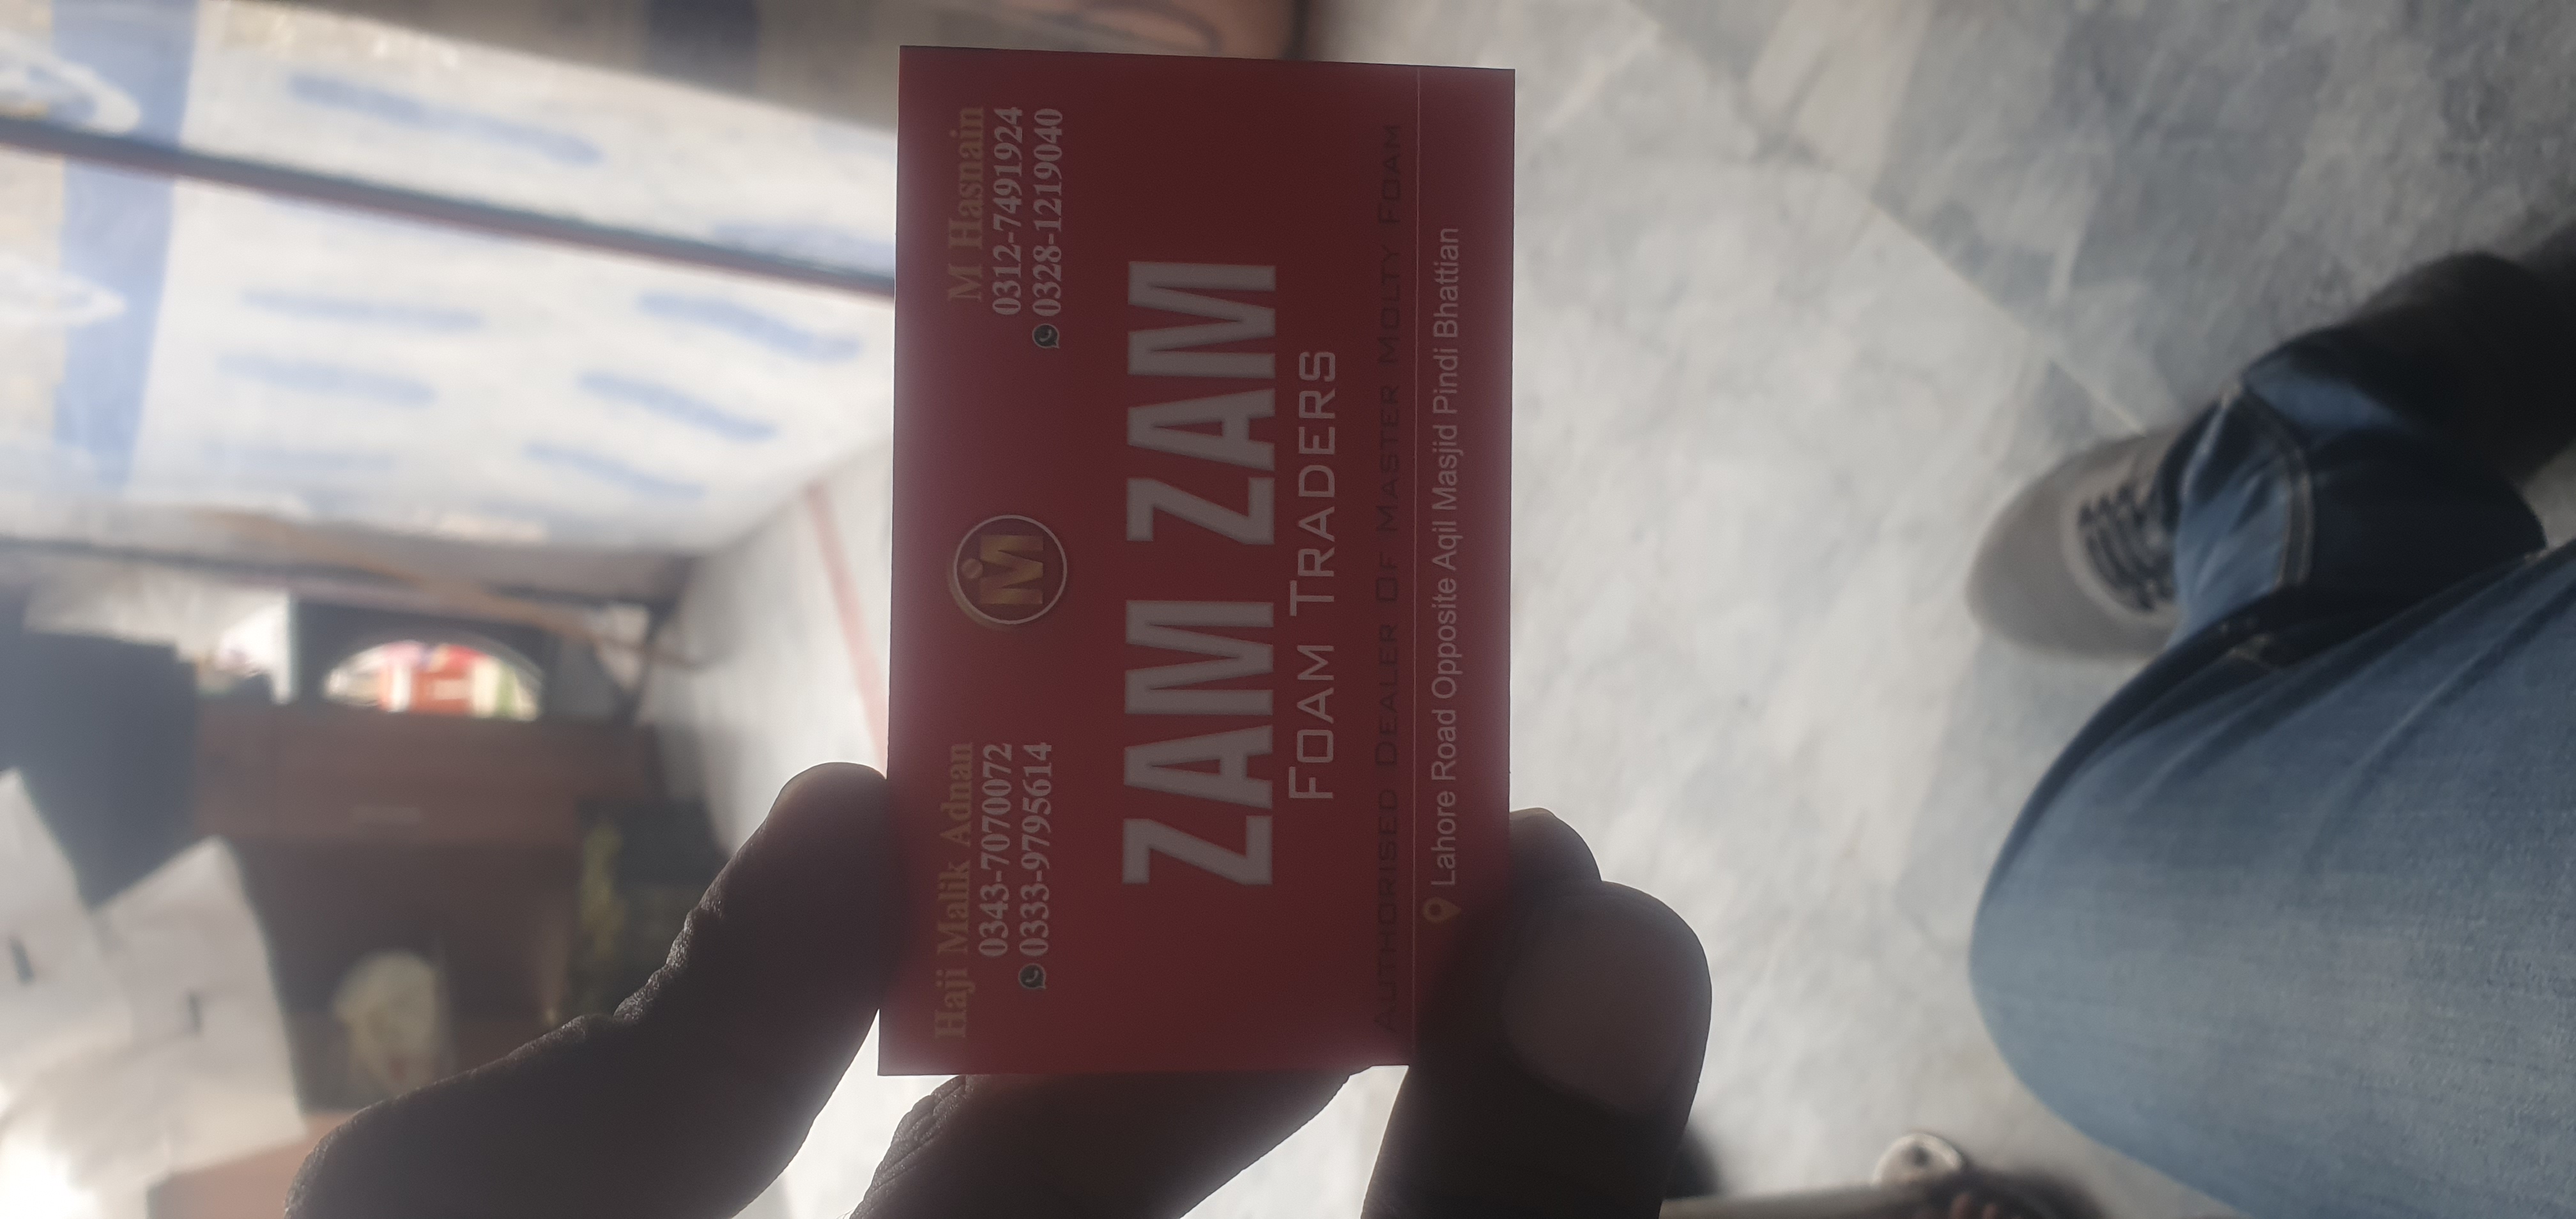 Haji Malik Adnan
0343-7070072
0333-9795614
M
M Hasnain
0312-7491924
0328-1219040
ZAM ZAM
FOAM TRADERS
AUTHORISED DEALER OF MASTER MOLTY FOAM
Lahore Road Opposite Aqil Masjid Pindi Bhattian